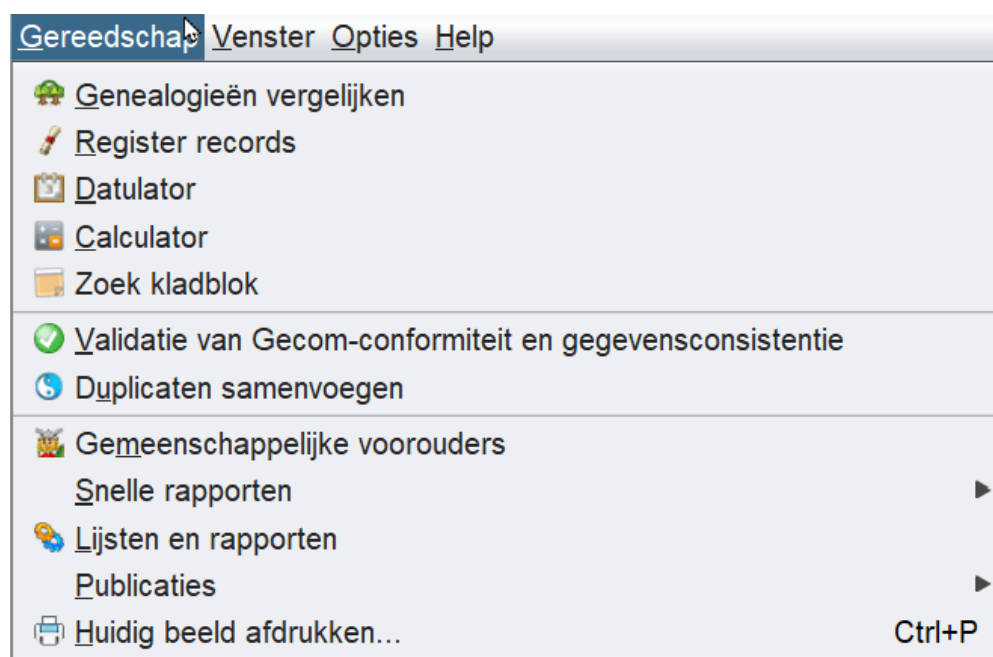 Gereedschap Venster Opties Help
Genealogieën vergelijken
Register records
Datulator
Calculator
Zoek kladblok
Validatie van Gecom-conformiteit en gegevensconsistentie
Duplicaten samenvoegen
Gemeenschappelijke voorouders
Snelle rapporten
Lijsten en rapporten
Publicaties
Huidig beeld afdrukken... Ctrl+P